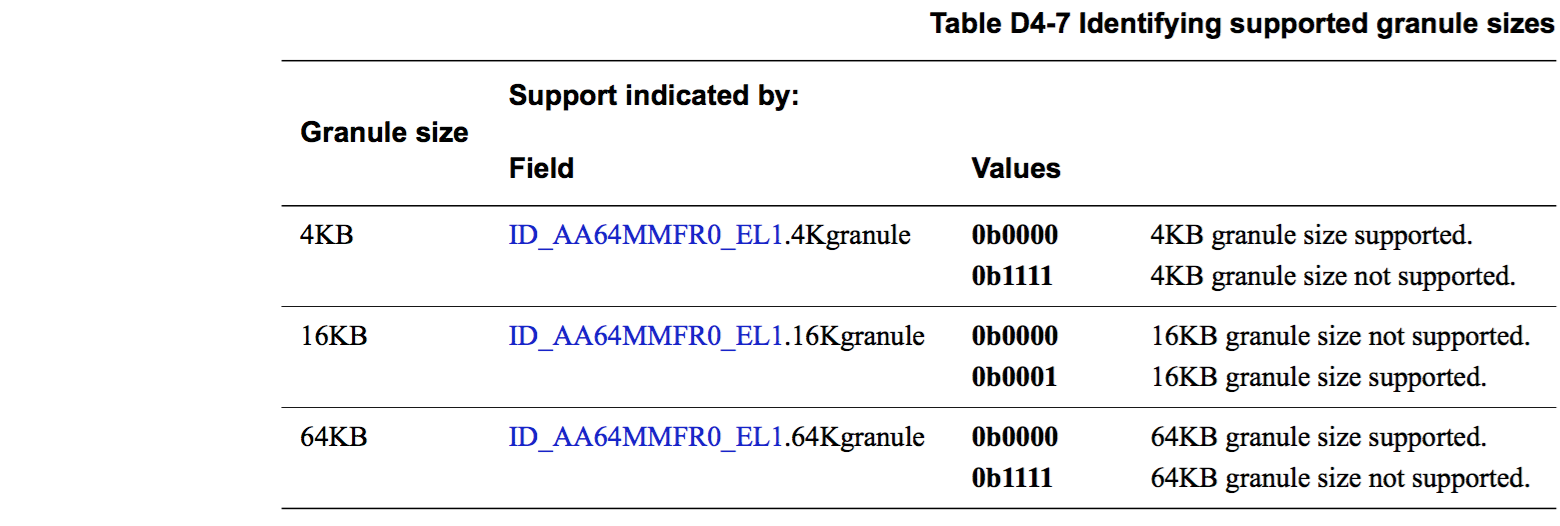 Table D4-7 Identifying supported granule sizes
Support indicated by:
Granule size
Field Values
4KB ID_AA64MMFR0_EL1.4Kgranule 0b0000 4KB granule size supported.
0b1111 4KB granule size not supported.
16KB ID_AA64MMFR0_EL1.16Kgranule 0b0000 16KB granule size not supported.
0b0001 16KB granule size supported.
64KB ID_AA64MMFR0_EL1.64Kgranule 0b0000 64KB granule size supported.
0b1111 64KB granule size not supported.